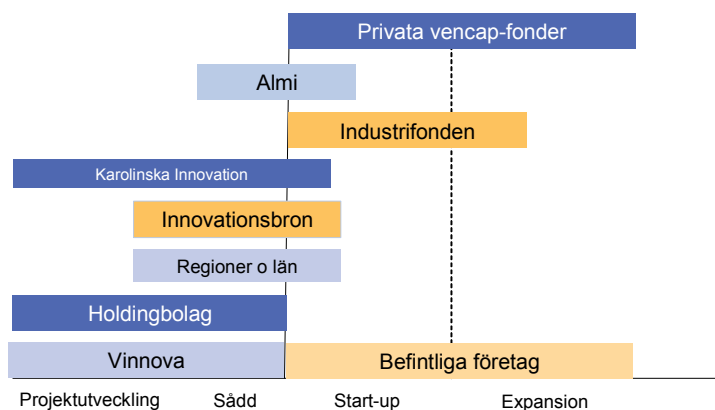 Privata vencap-fonder
Almi
Industrifonden
Karolinska Innovation
Innovationsbron
Regioner o län
Holdingbolag
Vinnova
Befintliga företag
Projektutveckling
Sådd
Start-up
Expansion